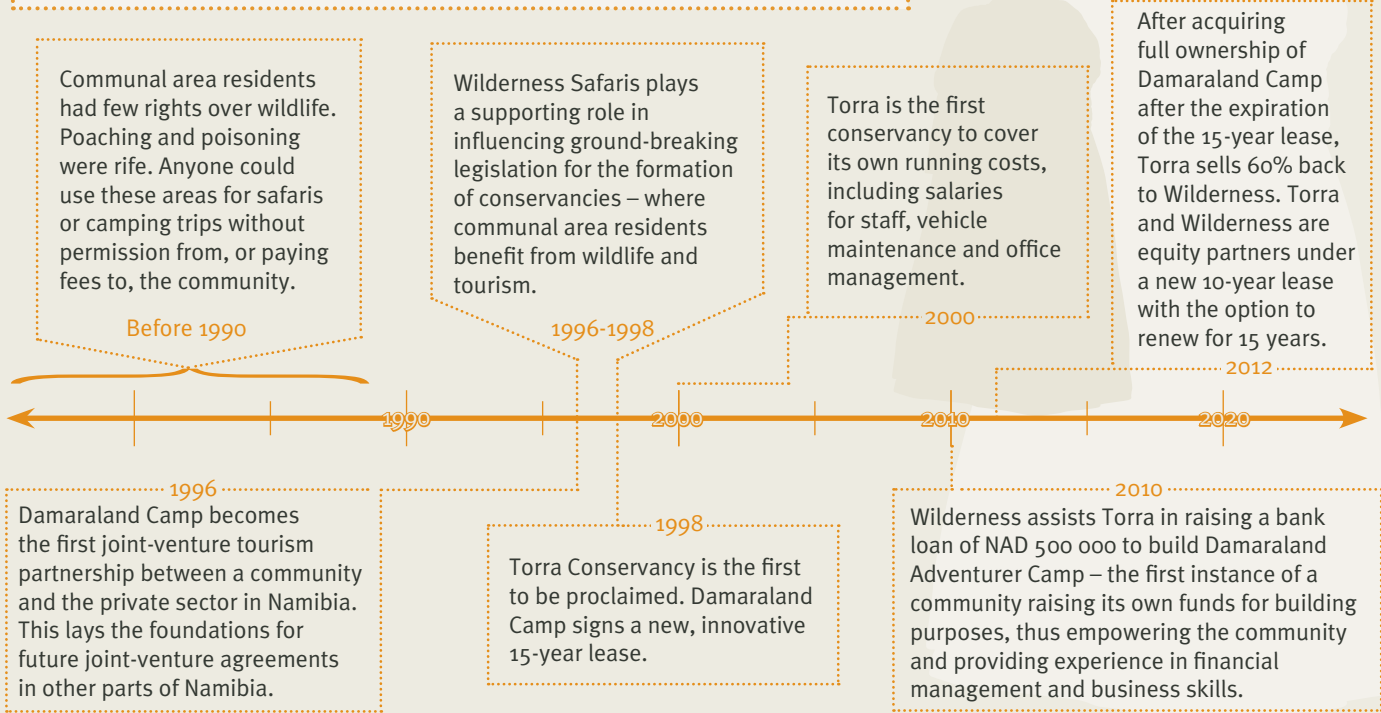 Communal area residents
had few rights over wildlife.
Poaching and poisoning
were rife. Anyone could
use these areas for safaris
or camping trips without
permission from, or paying
fees to, the community.
Before 1990
Wilderness Safaris plays
a supporting role in
influencing ground-breaking
legislation for the formation
of conservancies – where
communal area residents
benefit from wildlife and
tourism.
1996-1998
Torra is the first
conservancy to cover
its own running costs,
including salaries
for staff, vehicle
maintenance and office
management.
2000
After acquiring
full ownership of
Damaraland Camp
after the expiration
of the 15-year lease,
Torra sells 60% back
to Wilderness. Torra
and Wilderness are
equity partners under
a new 10-year lease
with the option to
renew for 15 years.
2012
1990 2000 2010 2020
1996
Damaraland Camp becomes
the first joint-venture tourism
partnership between a community
and the private sector in Namibia.
This lays the foundations for
future joint-venture agreements
in other parts of Namibia.
1998
Torra Conservancy is the first
to be proclaimed. Damaraland
Camp signs a new, innovative
15-year lease.
2010
Wilderness assists Torra in raising a bank
loan of NAD 500 000 to build Damaraland
Adventurer Camp – the first instance of a
community raising its own funds for building
purposes, thus empowering the community
and providing experience in financial
management and business skills.